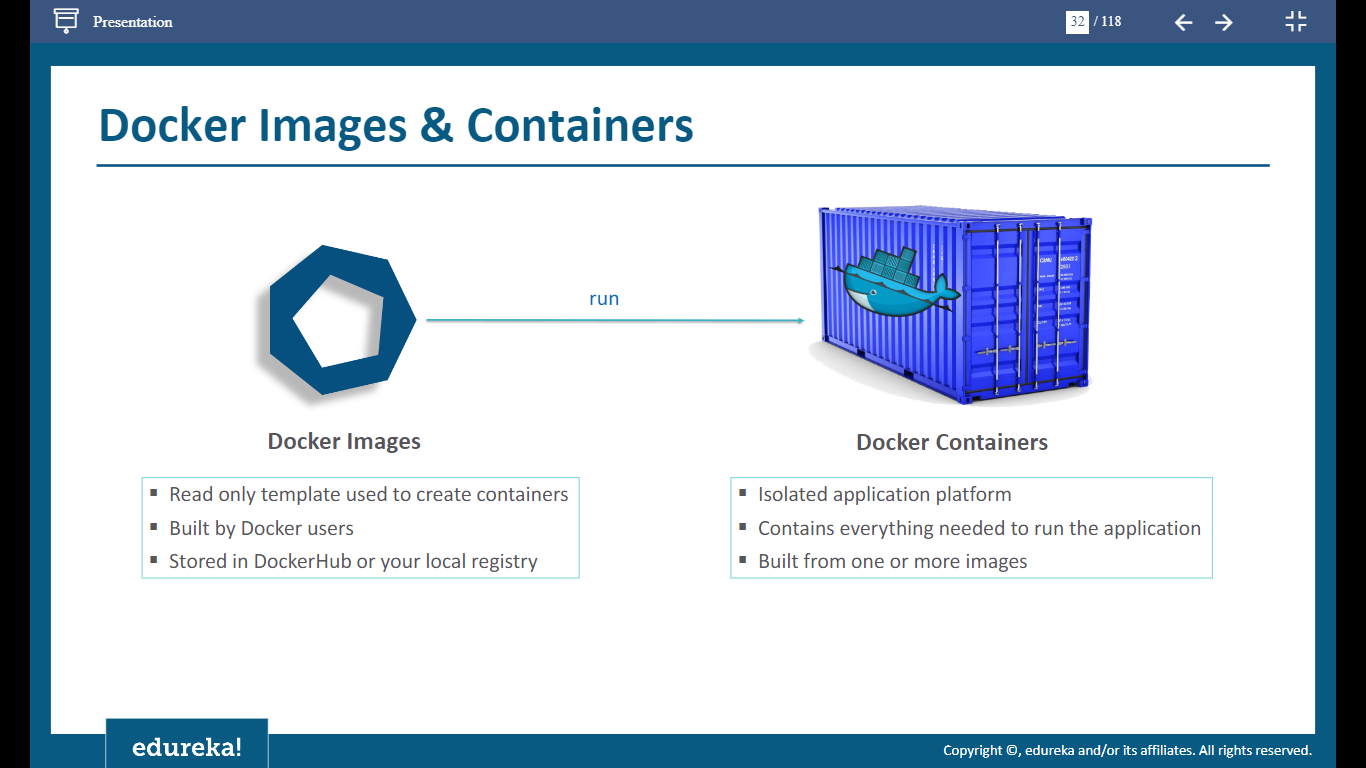 Presentation
32 / 118
Docker Images & Containers
run
Docker Images
Docker Containers
▪ Read only template used to create containers
▪ Built by Docker users
▪ Stored in DockerHub or your local registry
▪ Isolated application platform
▪ Contains everything needed to run the application
▪ Built from one or more images
edureka!
Copyright ©, edureka and/or its affiliates. All rights reserved.